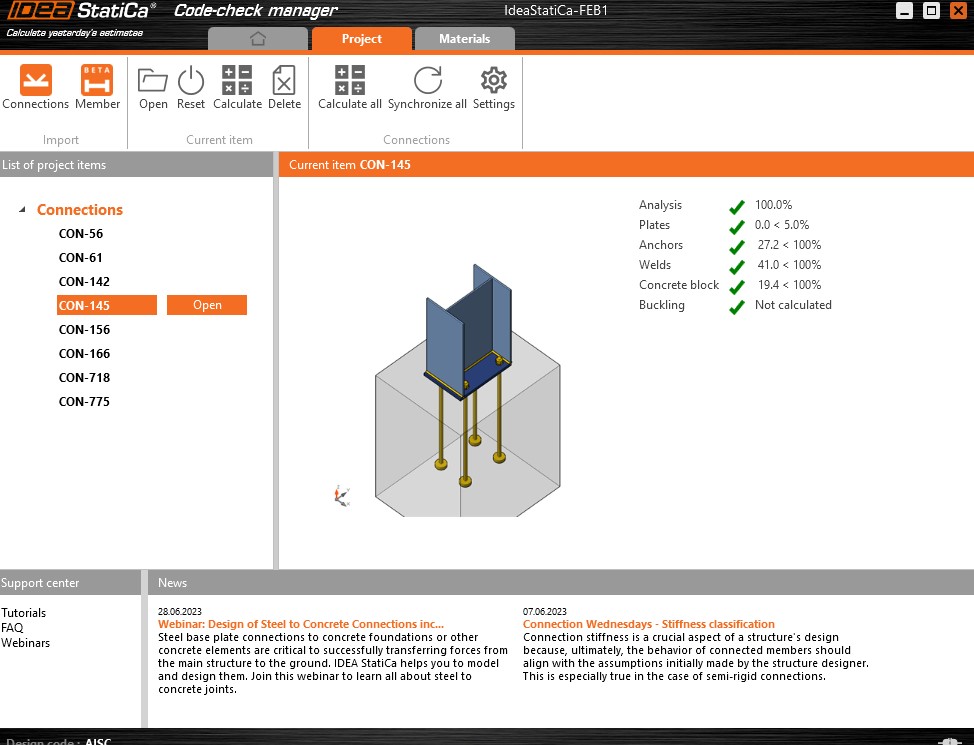 IDEA StatiCa® Code-check manager
IdeaStatiCa-FEB1
Calculate yesterday's estimates
Project
Materials
BETA
Connections
Member
Open
Reset
Calculate
Delete
Calculate all
Synchronize all
Settings
Import
Current item
Connections
List of project items
Current item CON-145
Connections
CON-56
CON-61
CON-142
CON-145
Open
CON-156
CON-166
CON-718
CON-775
Analysis 100.0%
Plates 0.0 < 5.0%
Anchors 27.2 < 100%
Welds 41.0 < 100%
Concrete block 19.4 < 100%
Buckling Not calculated
Support center
Tutorials
FAQ
Webinars
News
28.06.2023
Webinar: Design of Steel to Concrete Connections inc...
Steel base plate connections to concrete foundations or other
concrete elements are critical to successfully transferring forces from
the main structure to the ground. IDEA StatiCa helps you to model
and design them. Join this webinar to learn all about steel to
concrete joints.
07.06.2023
Connection Wednesdays - Stiffness classification
Connection stiffness is a crucial aspect of a structure's design
because, ultimately, the behavior of connected members should
align with the assumptions initially made by the structure designer.
This is especially true in the case of semi-rigid connections.
Design code : AISC